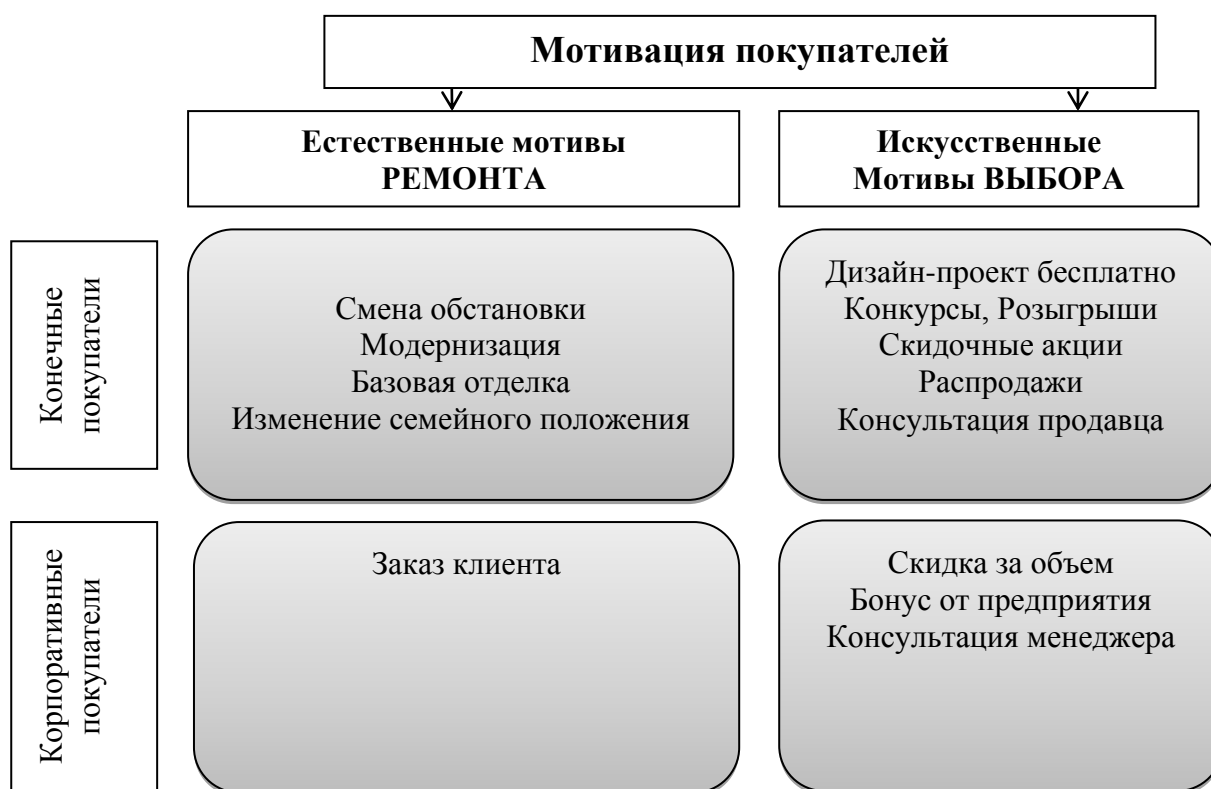 Мотивация покупателей
Естественные мотивы
РЕМОНТА
Искусственные
Мотивы ВЫБОРА
Конечные
покупатели
Смена обстановки
Модернизация
Базовая отделка
Изменение семейного положения
Дизайн-проект бесплатно
Конкурсы, Розыгрыши
Скидочные акции
Распродажи
Консультация продавца
Корпоративные
покупатели
Заказ клиента
Скидка за объем
Бонус от предприятия
Консультация менеджера